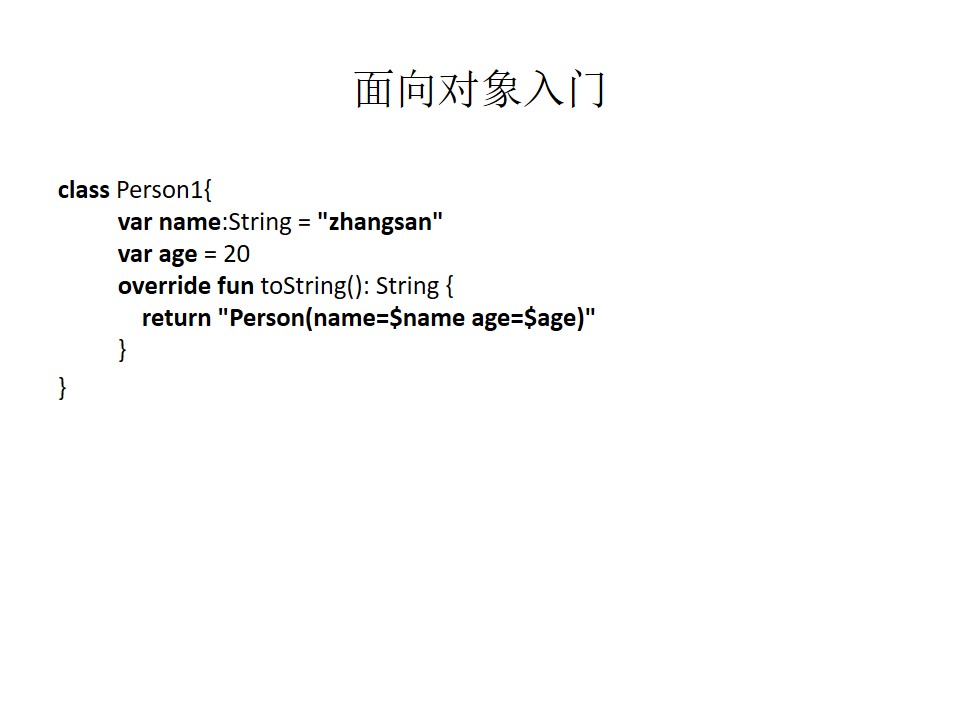 面向对象入门
class Person1{
var name:String = "zhangsan"
var age = 20
override fun toString(): String {
return "Person(name=$name age=$age)"
}
}